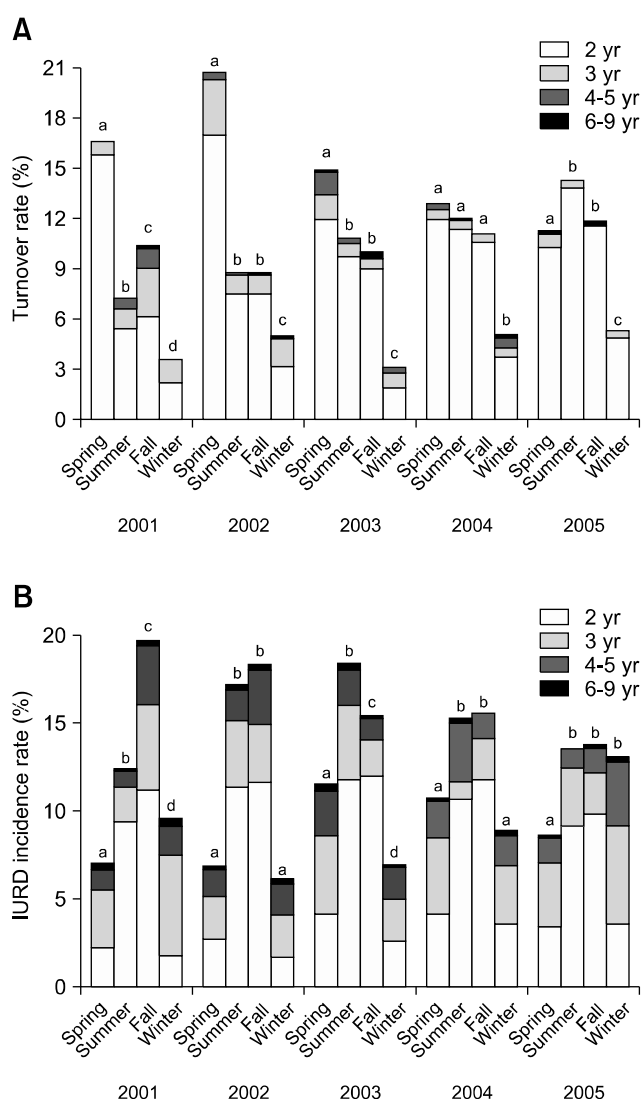 A
2 yr
3 yr
4-5 yr
6-9 yr
Turnover rate (%)
21
18
15
12
9
6
3
0
a b c d
a b b c
a b b c
a a a b
a b b c
Spring Summer Fall Winter Spring Summer Fall Winter Spring Summer Fall Winter Spring Summer Fall Winter Spring Summer Fall Winter
2001 2002 2003 2004 2005
B
2 yr
3 yr
4-5 yr
6-9 yr
IURD incidence rate (%)
20
15
10
5
0
a b c d
a b b a
a b c d
a b b a
a b b b
Spring Summer Fall Winter Spring Summer Fall Winter Spring Summer Fall Winter Spring Summer Fall Winter Spring Summer Fall Winter
2001 2002 2003 2004 2005